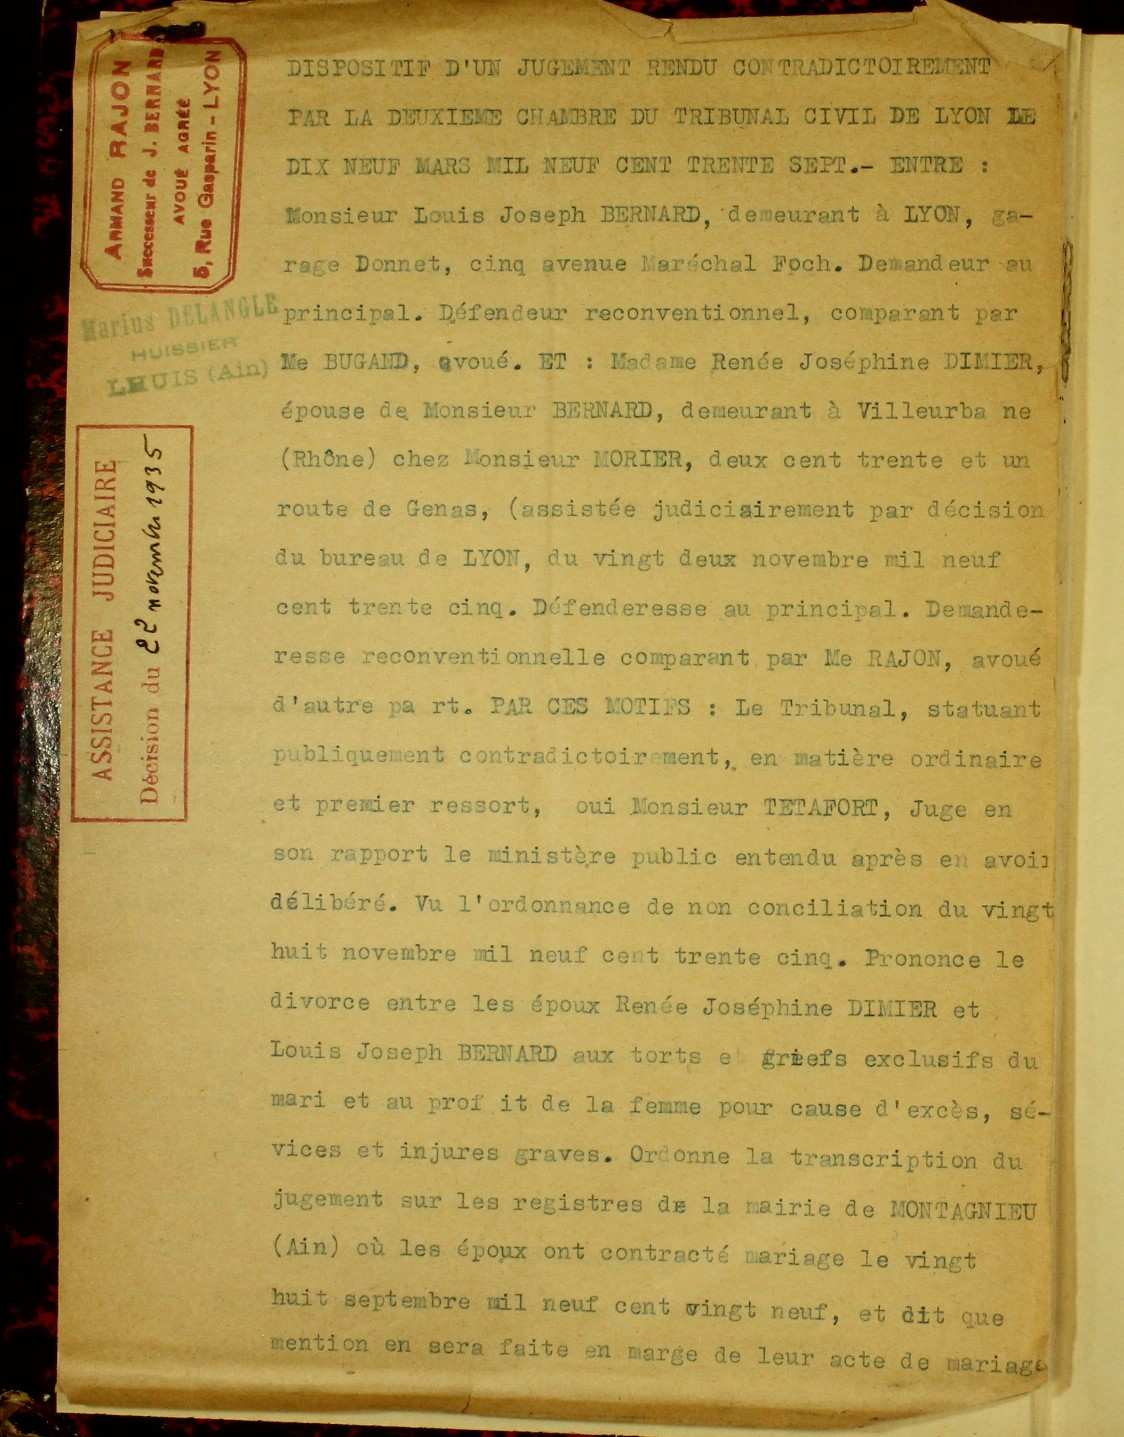 ARMAND RAJON
Successeur de J. BERNARD
AVOUÉ AGRÉÉ
5, Rue Gasparin - LYON
Marius DELANGLE
HUISSIER
LHUIS (Ain)
ASSISTANCE JUDICIAIRE
Décision du 22 novembre 1935
DISPOSITIF D'UN JUGEMENT RENDU CONTRADICTOIREMENT
PAR LA DEUXIEME CHAMBRE DU TRIBUNAL CIVIL DE LYON LE
DIX NEUF MARS MIL NEUF CENT TRENTE SEPT.- ENTRE :
Monsieur Louis Joseph BERNARD, demeurant à LYON, ga-
rage Donnet, cinq avenue Maréchal Foch. Demandeur au
principal. Défendeur reconventionnel, comparant par
Me BUGAND, avoué. ET : Madame Renée Joséphine DIMIER,
épouse de Monsieur BERNARD, demeurant à Villeurba ne
(Rhône) chez Monsieur MORIER, deux cent trente et un
route de Genas, (assistée judiciairement par décision
du bureau de LYON, du vingt deux novembre mil neuf
cent trente cinq. Défenderesse au principal. Demande-
resse reconventionnelle comparant par Me RAJON, avoué
d'autre pa rt. PAR CES MOTIFS : Le Tribunal, statuant
publiquement contradictoirement, en matière ordinaire
et premier ressort, oui Monsieur TETAFORT, Juge en
son rapport le ministère public entendu après en avoir
délibéré. Vu l'ordonnance de non conciliation du vingt
huit novembre mil neuf cent trente cinq. Prononce le
divorce entre les époux Renée Joséphine DIMIER et
Louis Joseph BERNARD aux torts et griefs exclusifs du
mari et au prof it de la femme pour cause d'excès, sé-
vices et injures graves. Ordonne la transcription du
jugement sur les registres de la mairie de MONTAGNIEU
(Ain) où les époux ont contracté mariage le vingt
huit septembre mil neuf cent vingt neuf, et dit que
mention en sera faite en marge de leur acte de mariage